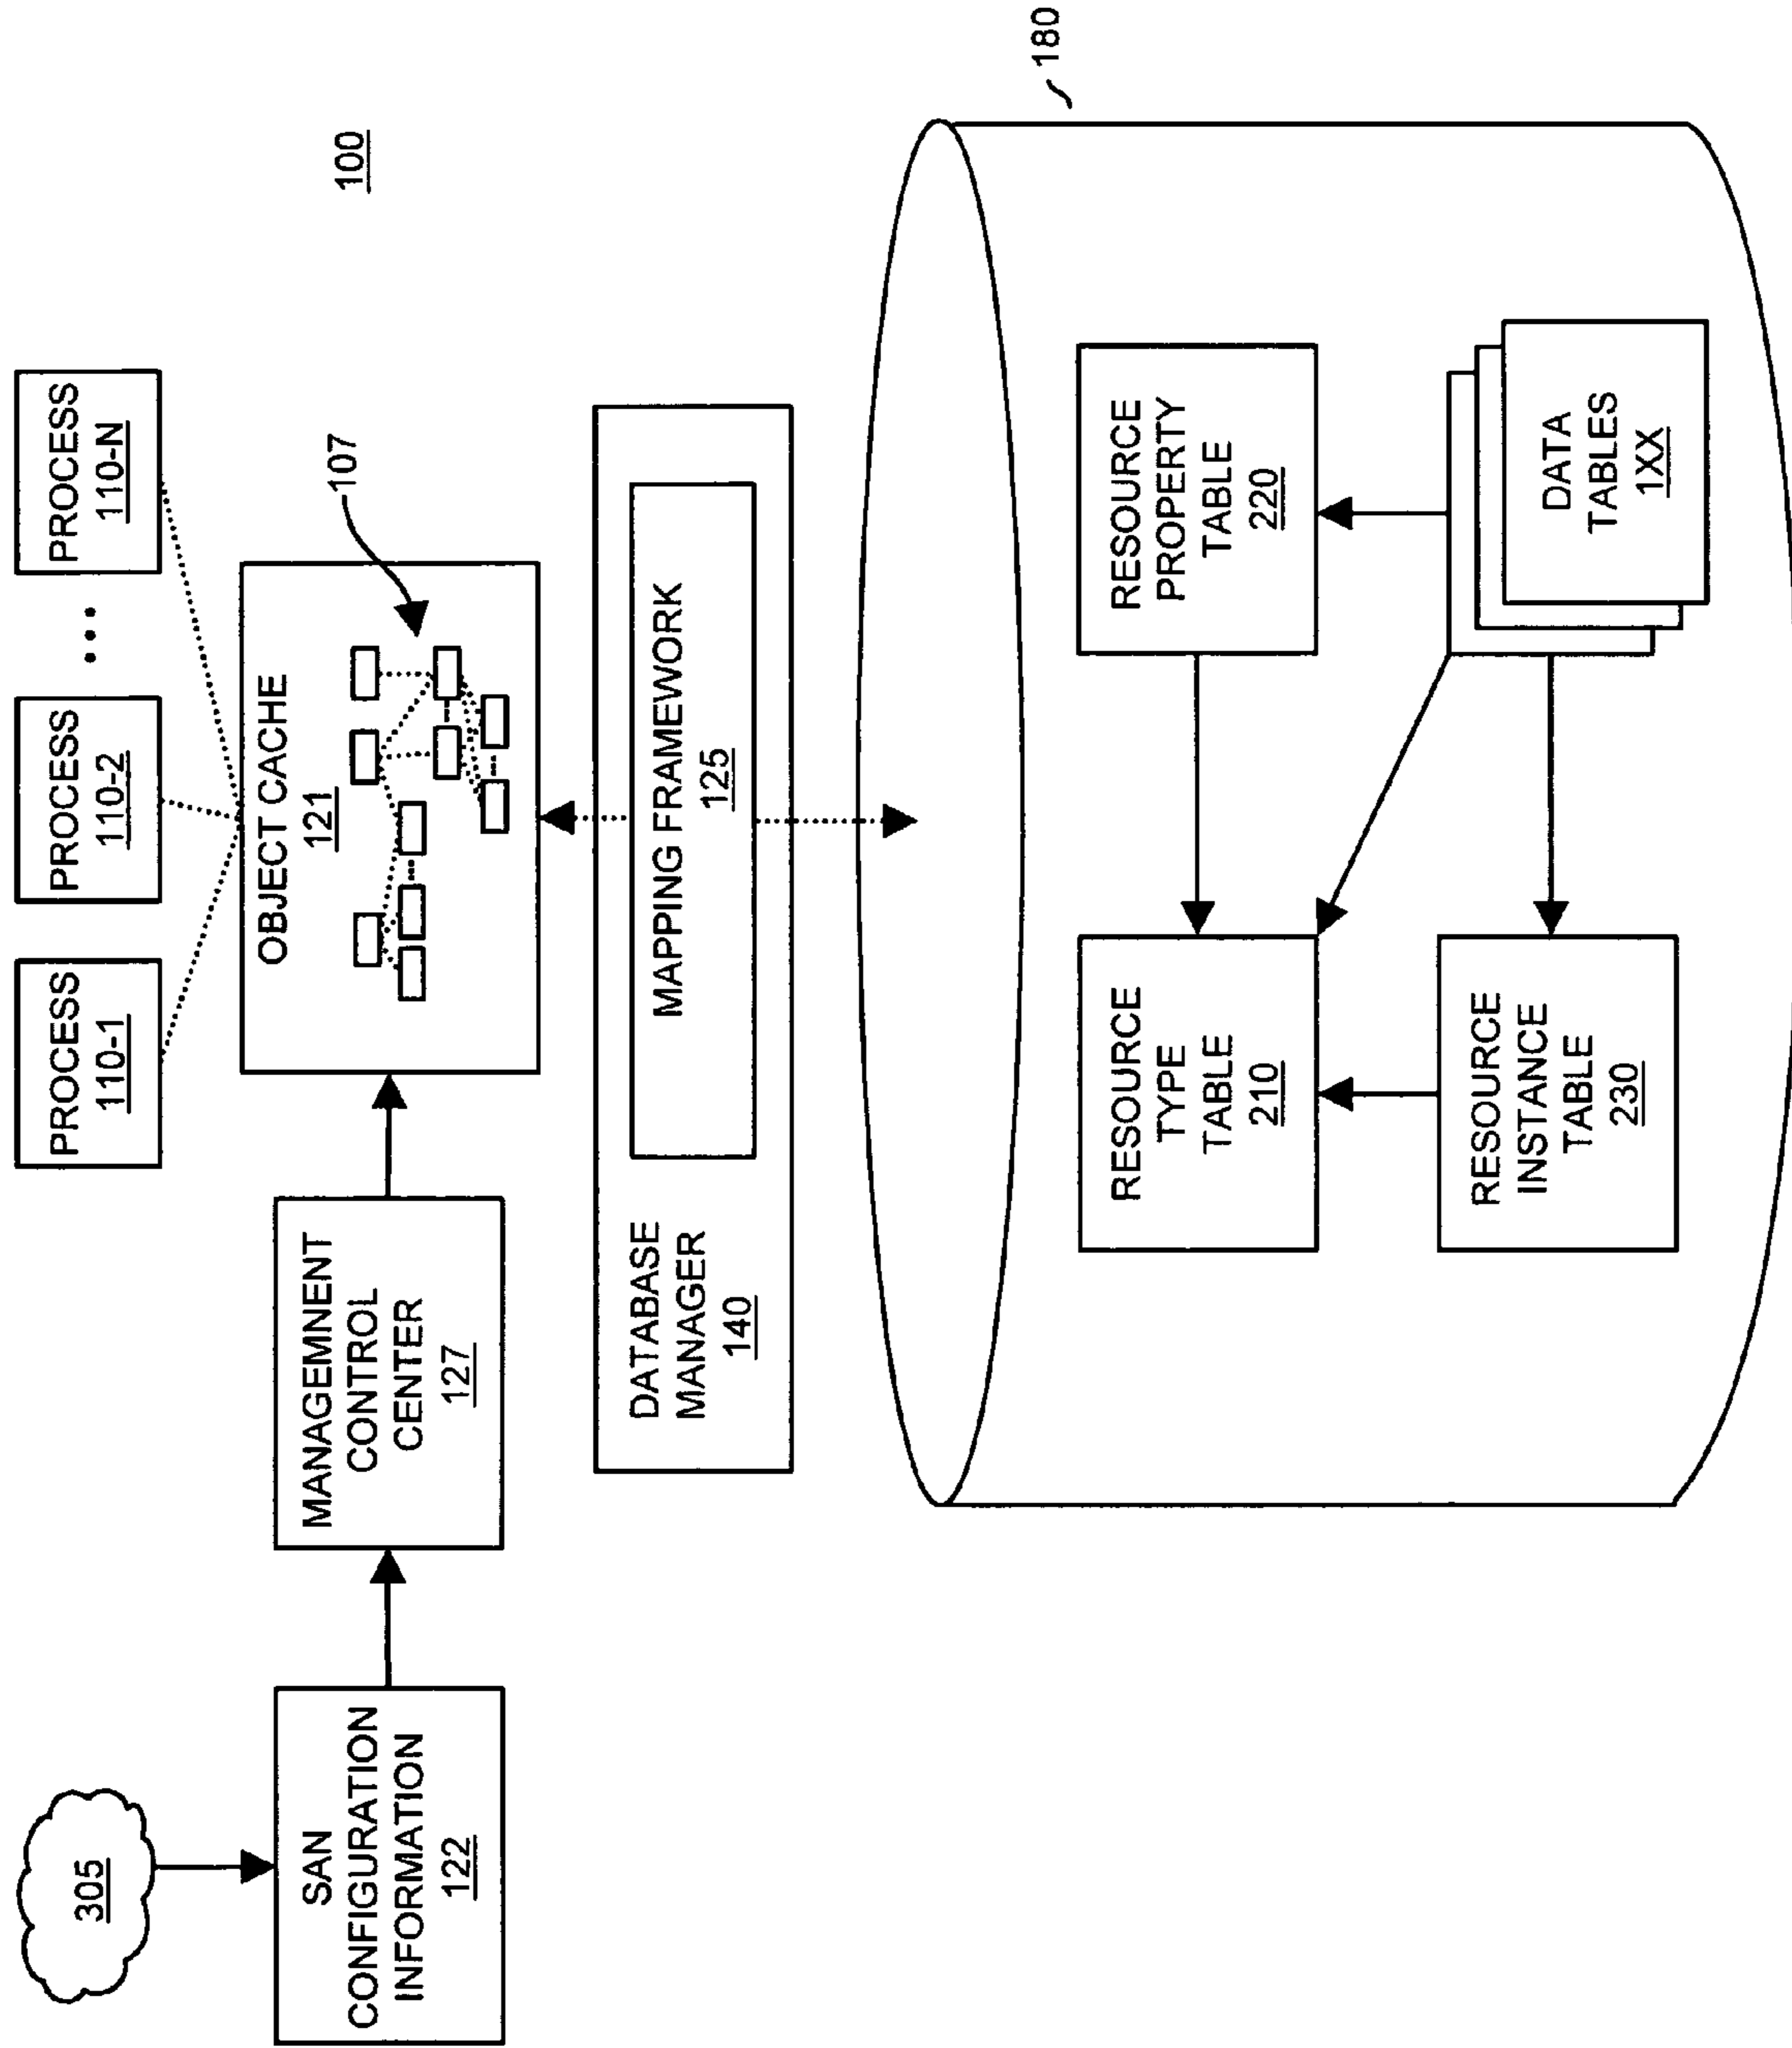 305
SAN
CONFIGURATION
INFORMATION
122
MANAGEMNENT
CONTROL
CENTER
127
PROCESS
110-1
PROCESS
110-2
...
PROCESS
110-N
OBJECT CACHE
121
107
100
DATABASE
MANAGER
140
MAPPING FRAMEWORK
125
180
RESOURCE
TYPE
TABLE
210
RESOURCE
PROPERTY
TABLE
220
RESOURCE
INSTANCE
TABLE
230
DATA
TABLES
1XX